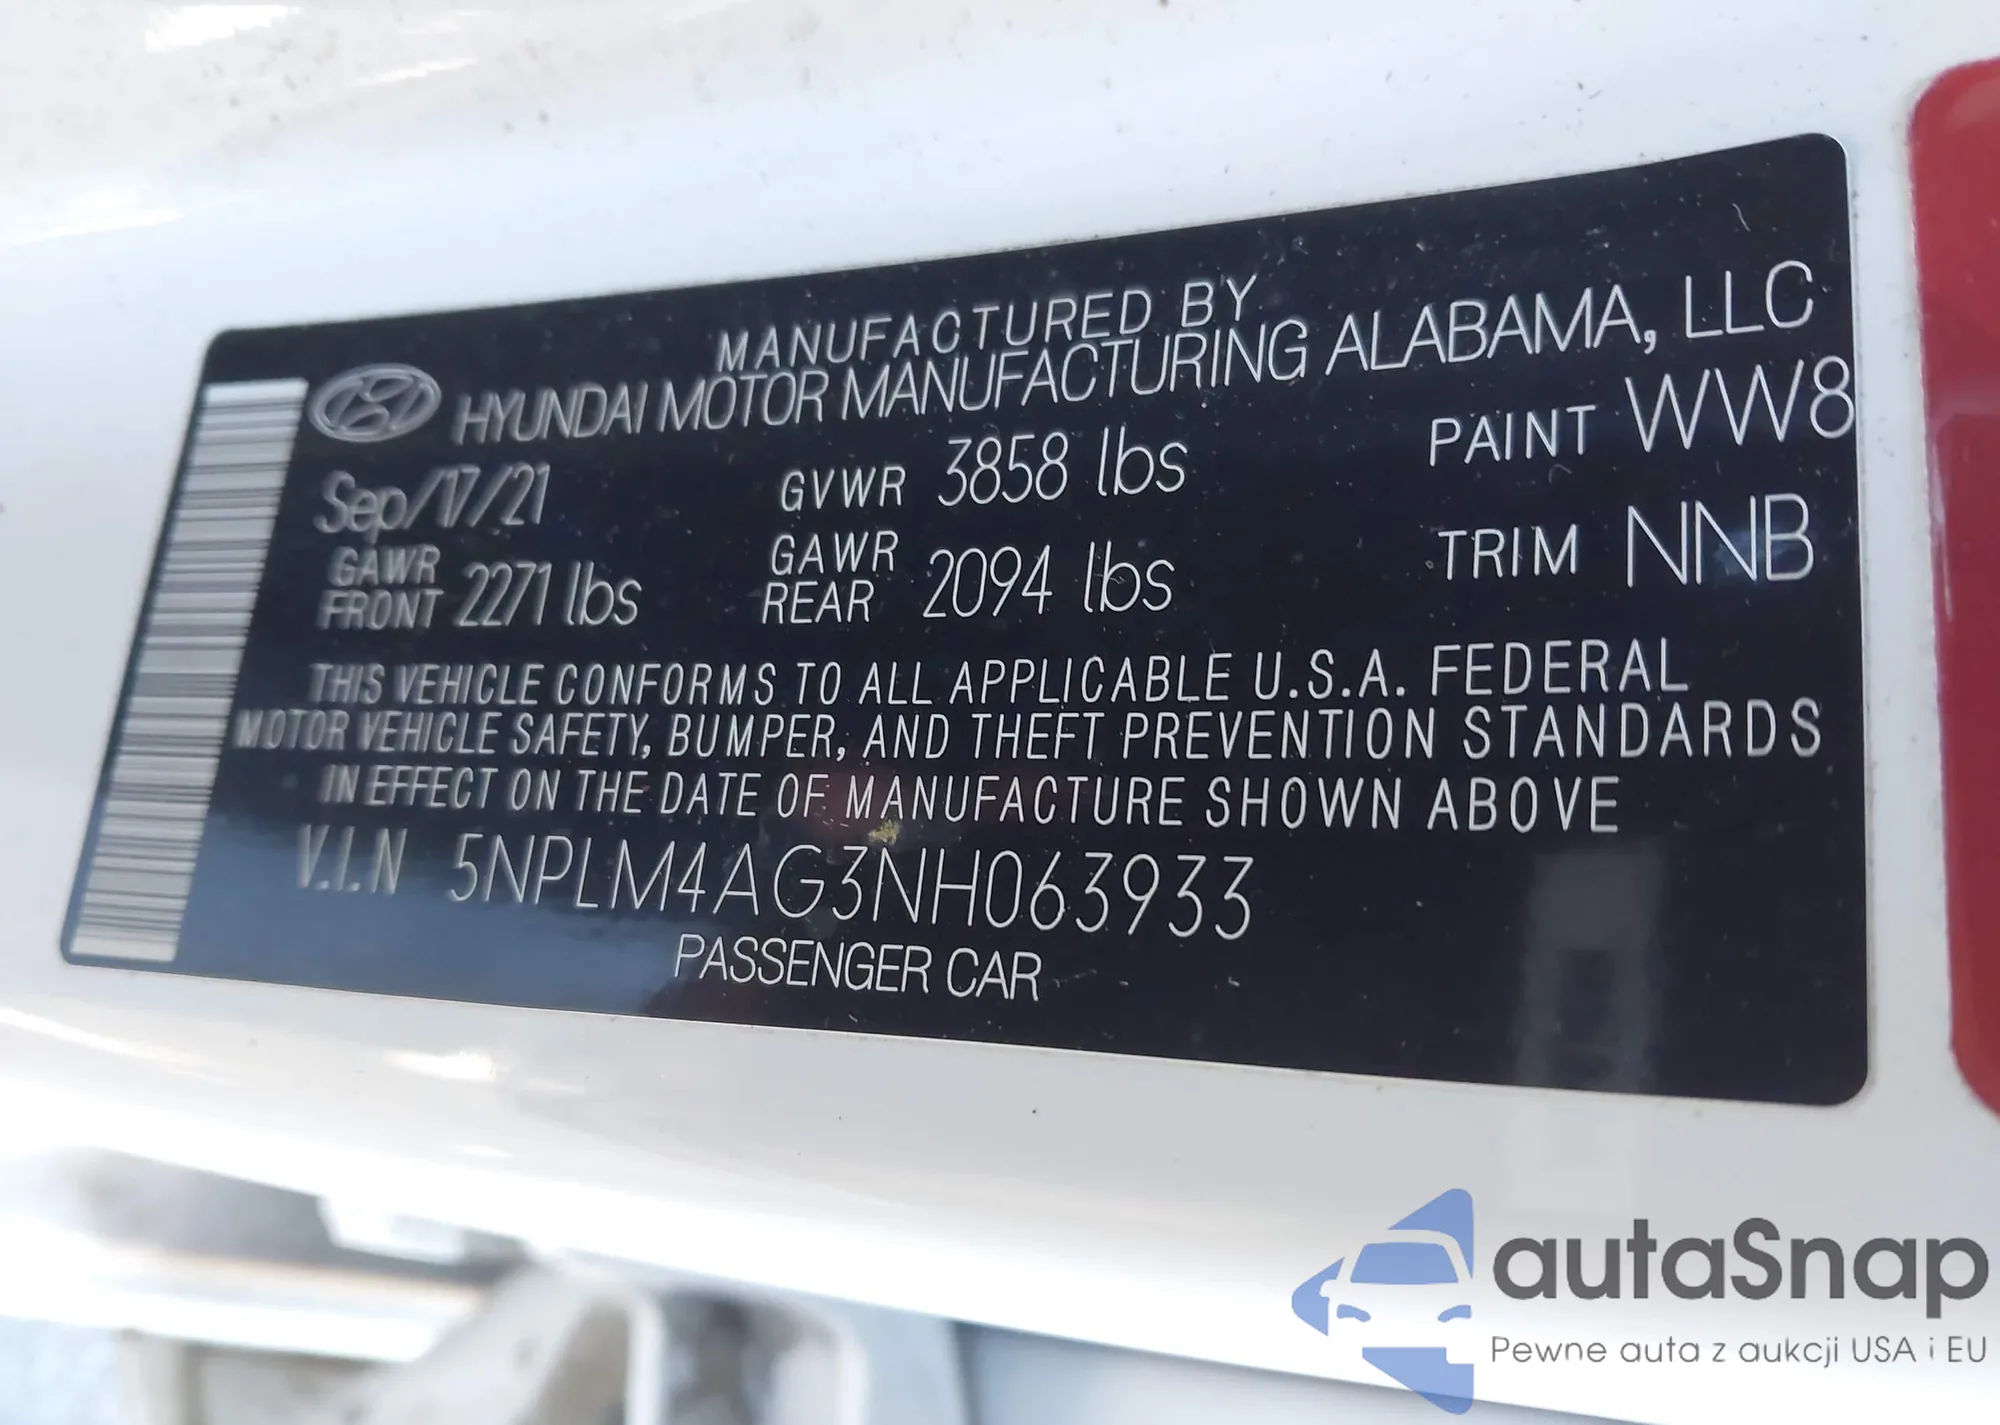 MANUFACTURED BY
HYUNDAI MOTOR MANUFACTURING ALABAMA, LLC
Sep/17/21 GVWR 3858 lbs PAINT WW8
GAWR FRONT 2271 lbs GAWR REAR 2094 lbs TRIM NNB
THIS VEHICLE CONFORMS TO ALL APPLICABLE U.S.A. FEDERAL
MOTOR VEHICLE SAFETY, BUMPER, AND THEFT PREVENTION STANDARDS
IN EFFECT ON THE DATE OF MANUFACTURE SHOWN ABOVE
V.I.N 5NPLM4AG3NH063933
PASSENGER CAR
autaSnap
Pewne auta z aukcji USA i EU